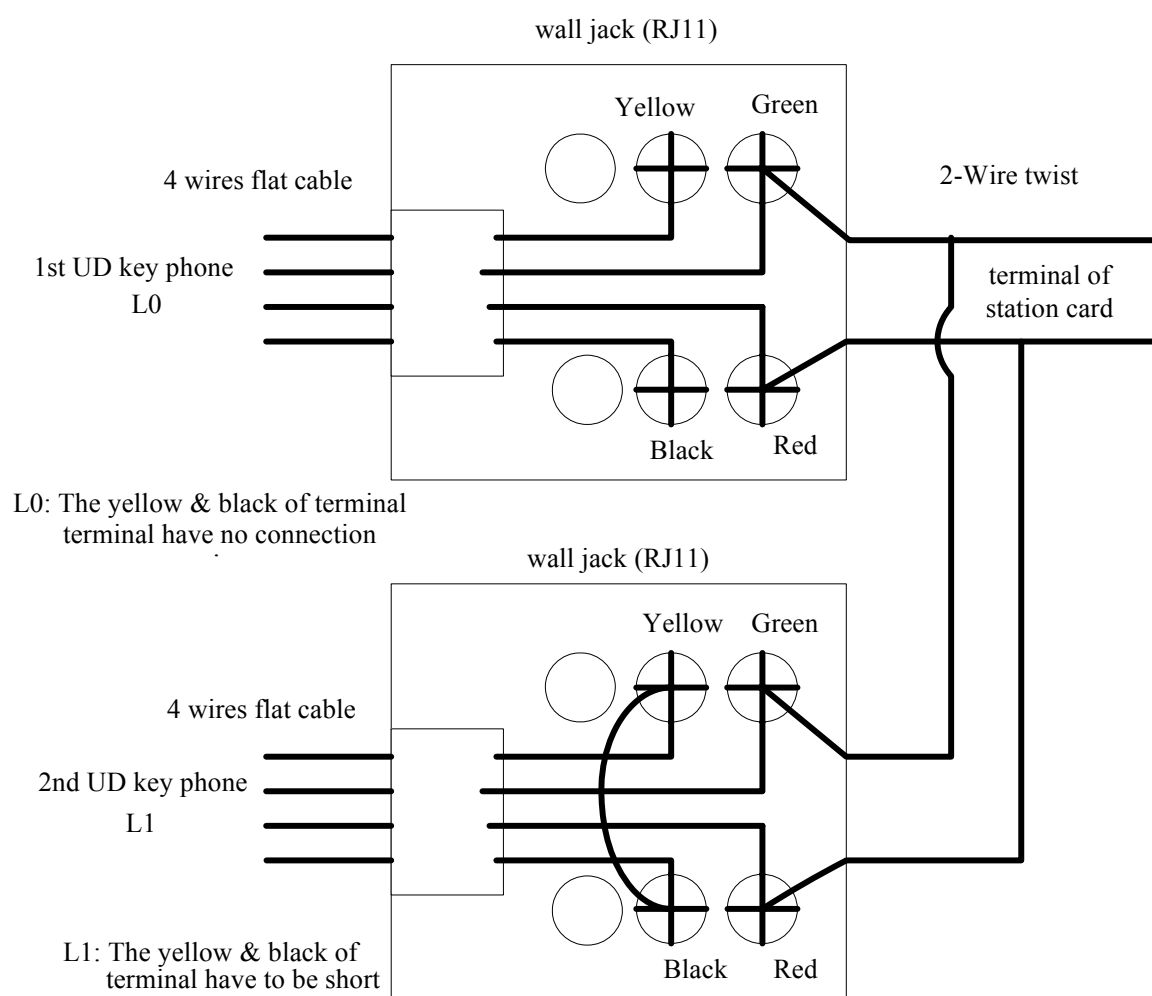 wall jack (RJ11)
Yellow
Green
4 wires flat cable
2-Wire twist
1st UD key phone
L0
terminal of
station card
Black
Red
L0: The yellow & black of terminal
terminal have no connection
wall jack (RJ11)
Yellow
Green
4 wires flat cable
2nd UD key phone
L1
L1: The yellow & black of
terminal have to be short
Black
Red